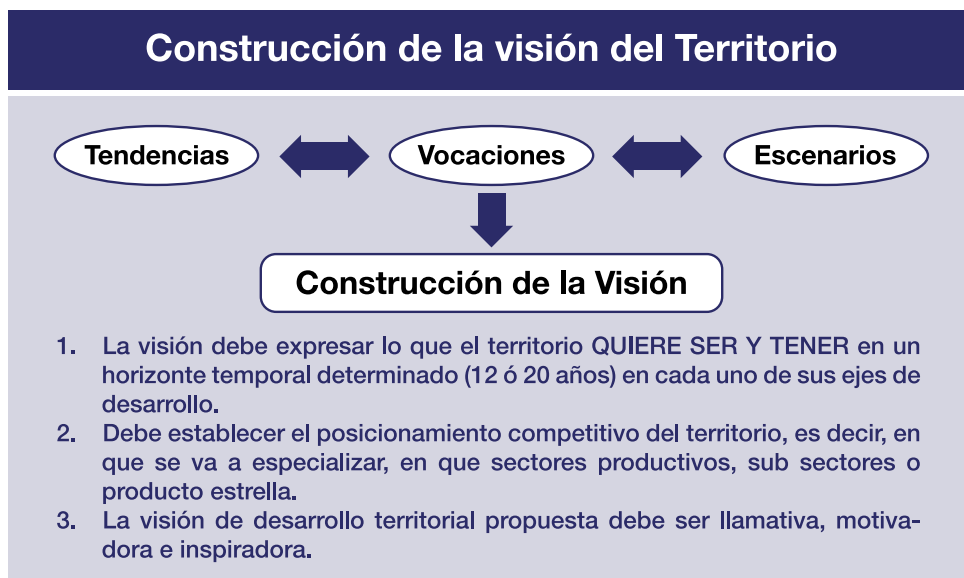 Construcción de la visión del Territorio
Tendencias Vocaciones Escenarios
Construcción de la Visión
1. La visión debe expresar lo que el territorio QUIERE SER Y TENER en un
horizonte temporal determinado (12 ó 20 años) en cada uno de sus ejes de
desarrollo.
2. Debe establecer el posicionamiento competitivo del territorio, es decir, en
que se va a especializar, en que sectores productivos, sub sectores o
producto estrella.
3. La visión de desarrollo territorial propuesta debe ser llamativa, motiva-
dora e inspiradora.